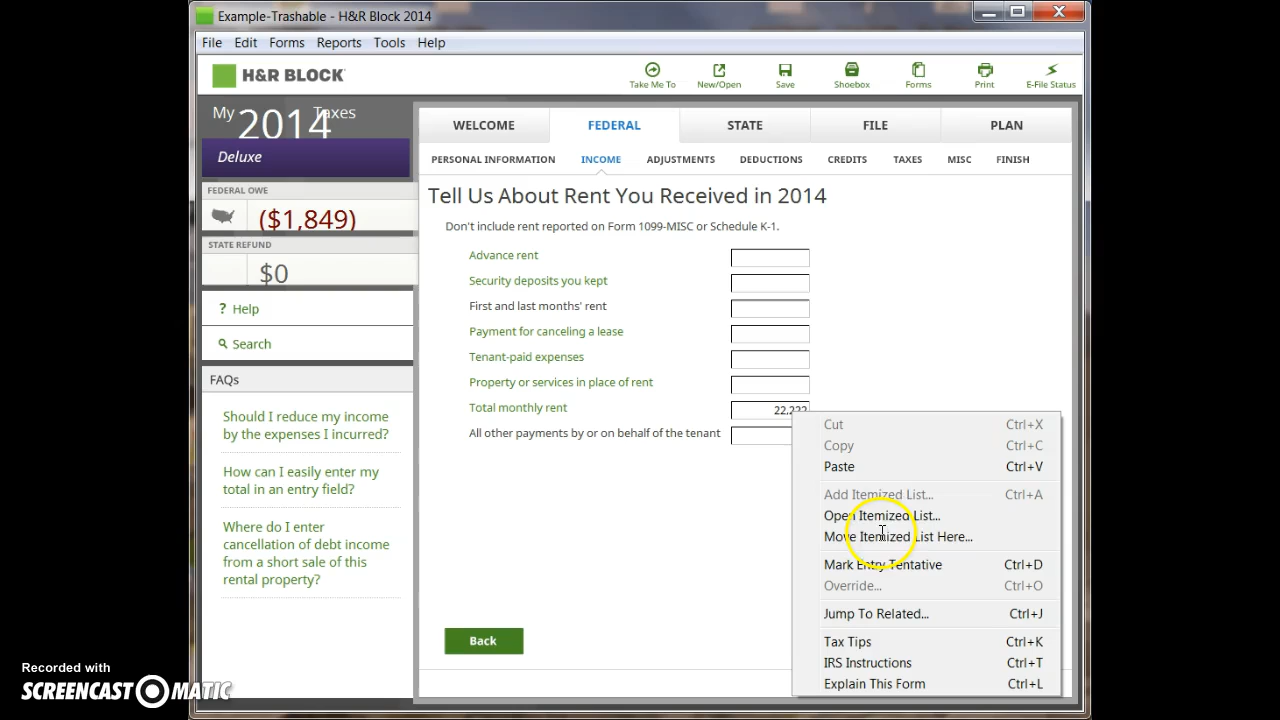 Example-Trashable - H&R Block 2014
File Edit Forms Reports Tools Help
H&R BLOCK
Take Me To New/Open Save Shoebox Forms Print E-File Status
My 2014 Taxes
Deluxe
FEDERAL OWE
($1,849)
STATE REFUND
$0
? Help
Search
FAQs
Should I reduce my income
by the expenses I incurred?
How can I easily enter my
total in an entry field?
Where do I enter
cancellation of debt income
from a short sale of this
rental property?
WELCOME FEDERAL STATE FILE PLAN
PERSONAL INFORMATION INCOME ADJUSTMENTS DEDUCTIONS CREDITS TAXES MISC FINISH
Tell Us About Rent You Received in 2014
Don't include rent reported on Form 1099-MISC or Schedule K-1.
Advance rent
Security deposits you kept
First and last months' rent
Payment for canceling a lease
Tenant-paid expenses
Property or services in place of rent
Total monthly rent 22,222
All other payments by or on behalf of the tenant
Back
Cut Ctrl+X
Copy Ctrl+C
Paste Ctrl+V
Add Itemized List... Ctrl+A
Open Itemized List...
Move Itemized List Here...
Mark Entry Tentative Ctrl+D
Override... Ctrl+O
Jump To Related... Ctrl+J
Tax Tips Ctrl+K
IRS Instructions Ctrl+T
Explain This Form Ctrl+L
Recorded with
SCREENCAST-O-MATIC